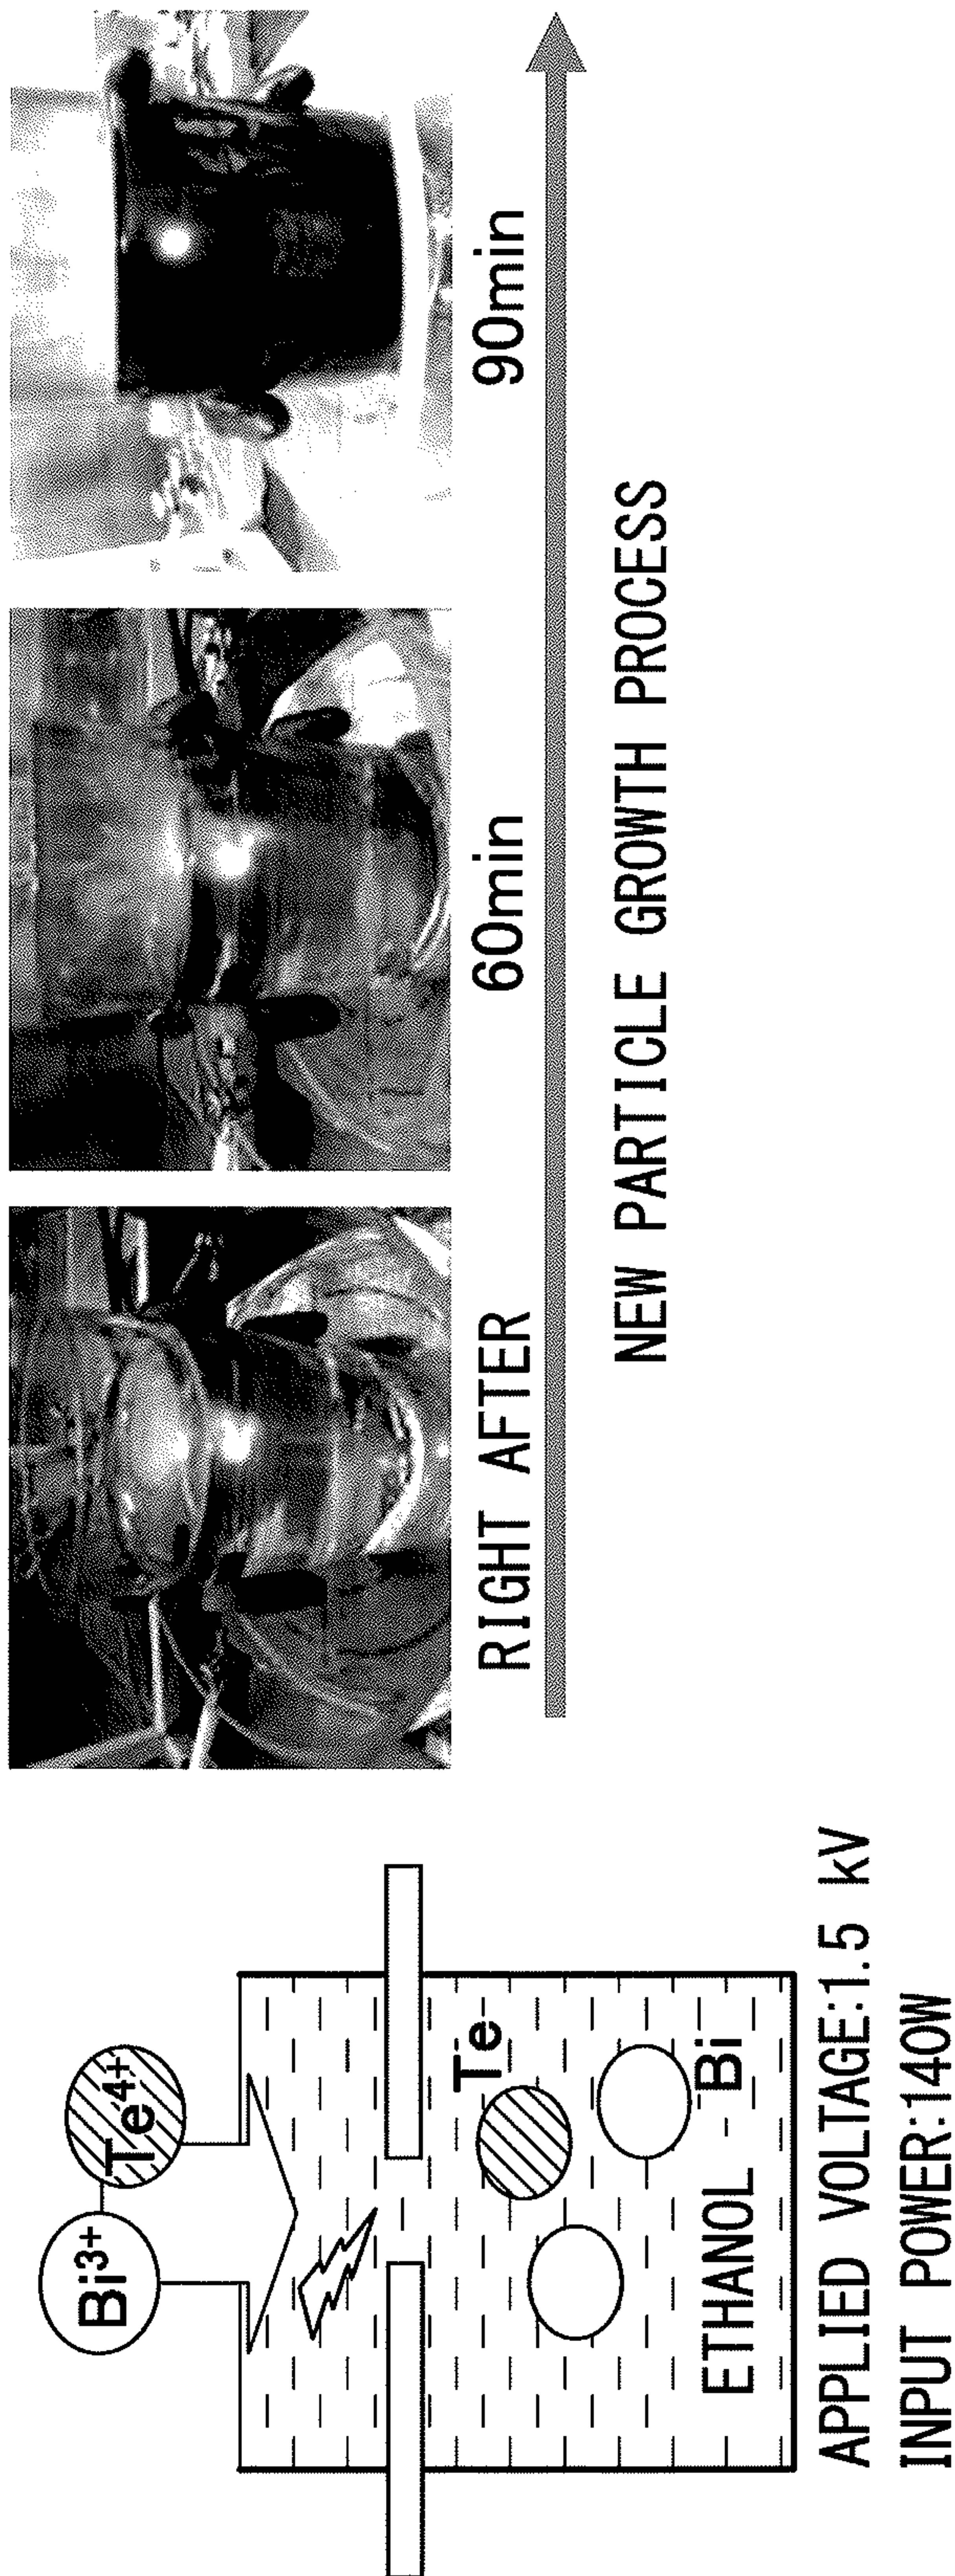 Bi³⁺
Te⁴⁺
Te
Bi
ETHANOL
APPLIED VOLTAGE:1.5 kV
INPUT POWER:140W
RIGHT AFTER
60min
90min
NEW PARTICLE GROWTH PROCESS